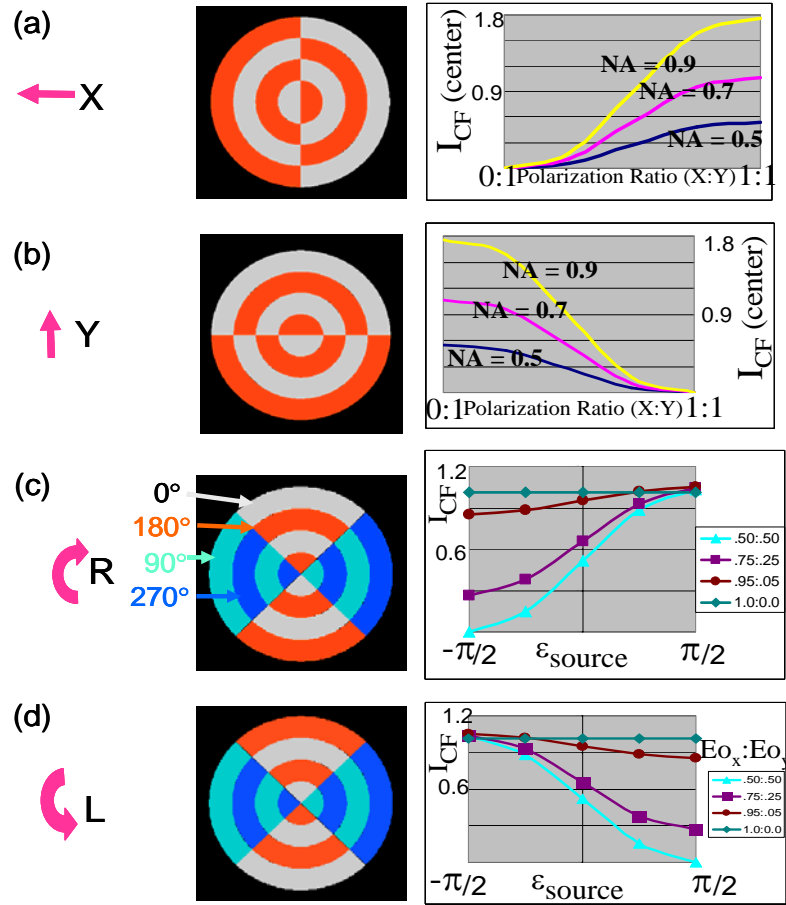 (a)
X
I_CF (center)
1.8
0.9
NA = 0.9
NA = 0.7
NA = 0.5
0:1 Polarization Ratio (X:Y) 1:1
(b)
Y
NA = 0.9
NA = 0.7
NA = 0.5
1.8
0.9
I_CF (center)
0:1 Polarization Ratio (X:Y) 1:1
(c)
R
0°
180°
90°
270°
I_CF
1.2
0.6
-π/2 ε_source π/2
.50:.50
.75:.25
.95:.05
1.0:0.0
(d)
L
I_CF
1.2
0.6
-π/2 ε_source π/2
Eo_x:Eo_y
.50:.50
.75:.25
.95:.05
1.0:0.0